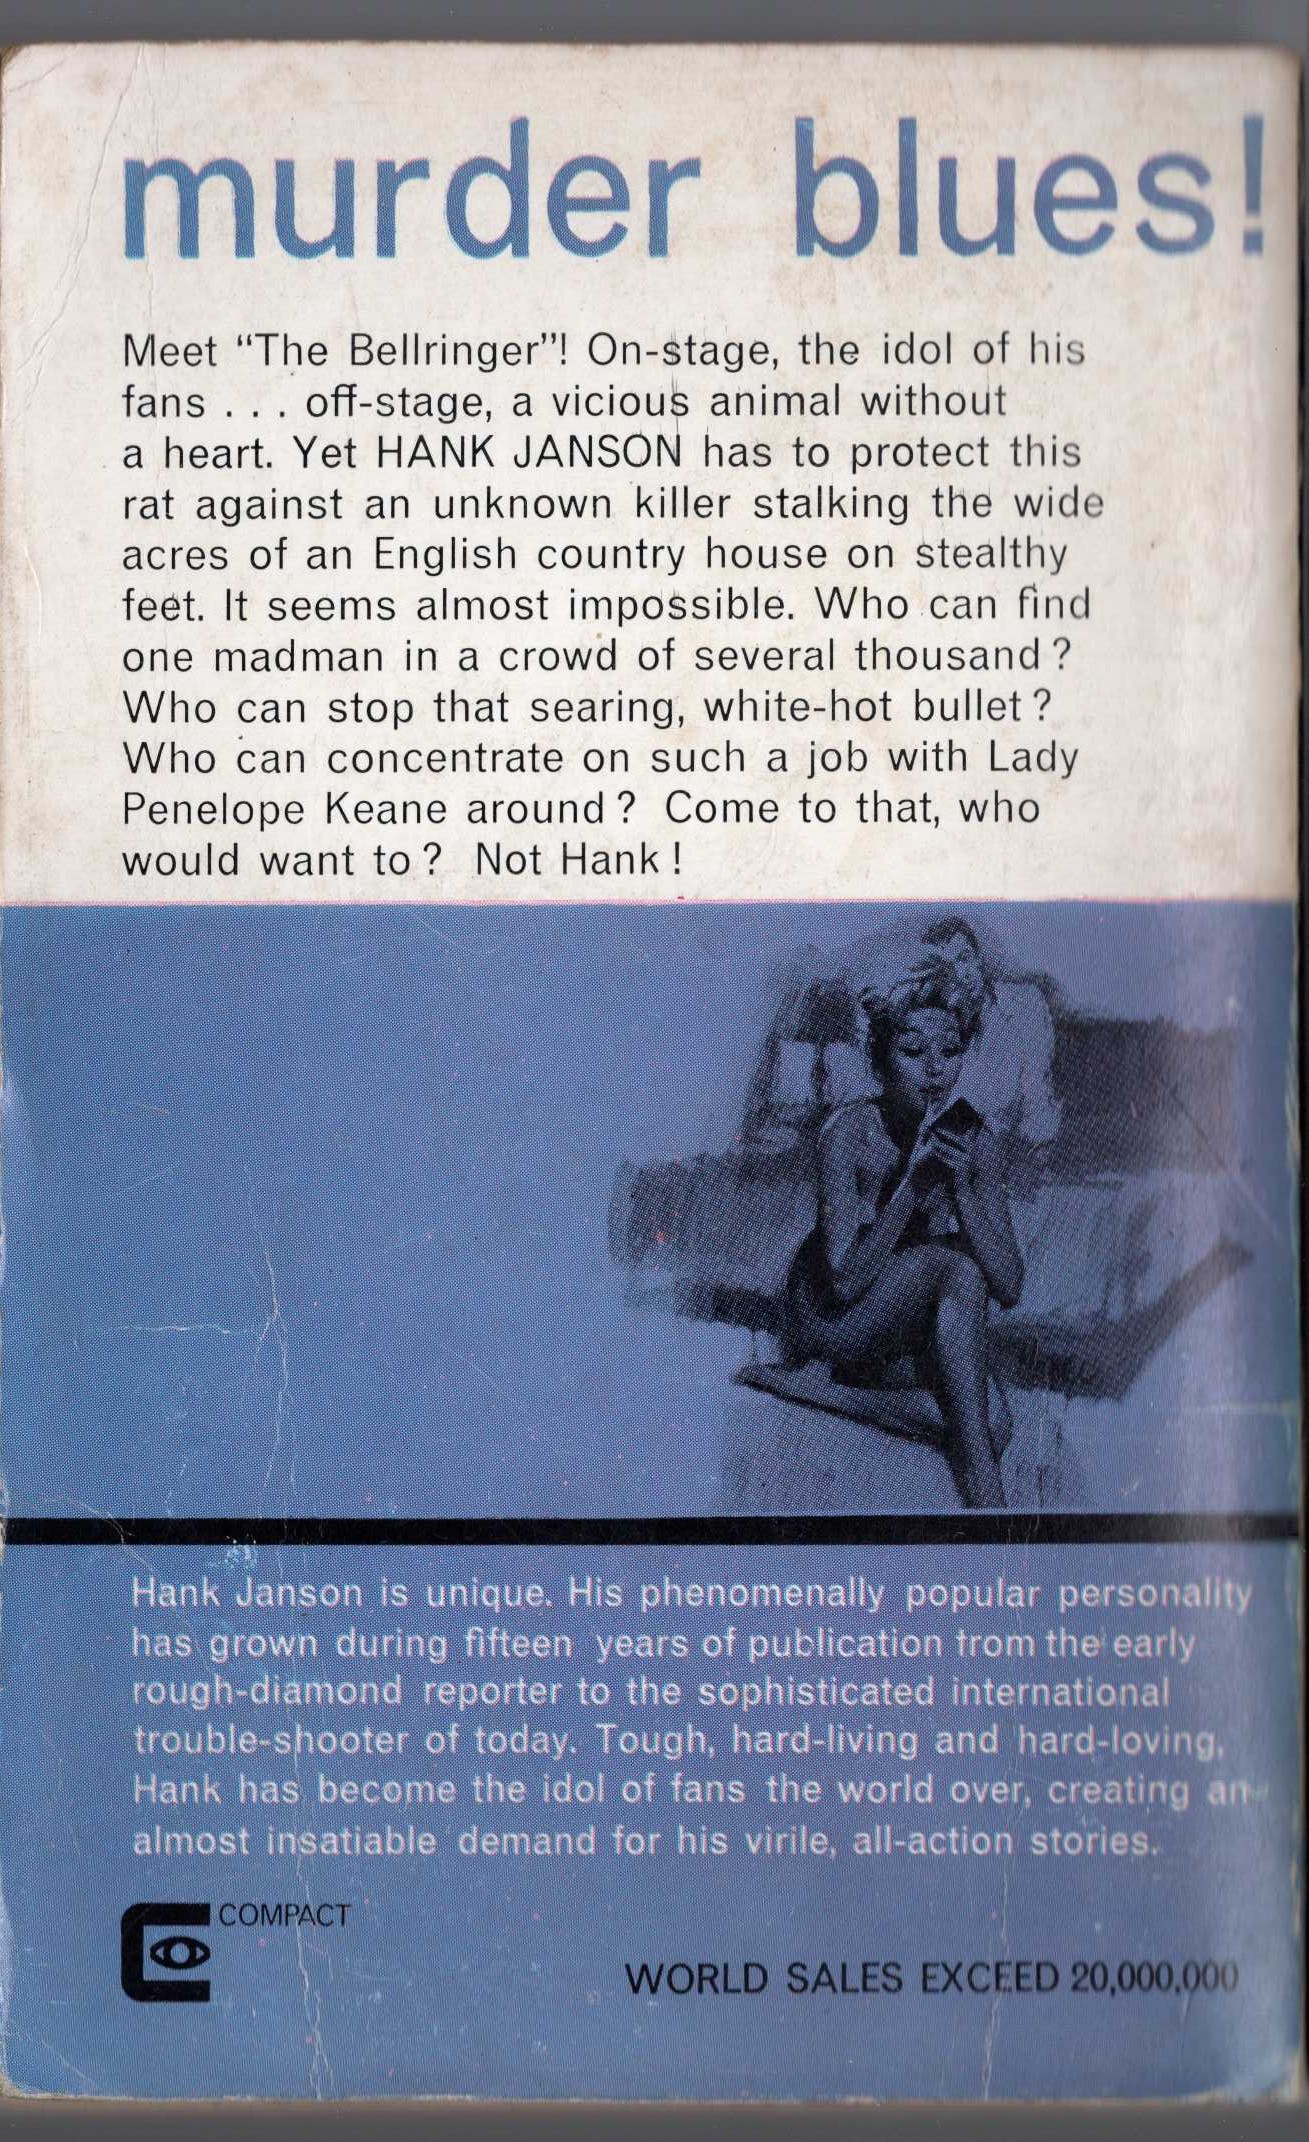 murder blues!
Meet “The Bellringer”! On-stage, the idol of his
fans . . . off-stage, a vicious animal without
a heart. Yet HANK JANSON has to protect this
rat against an unknown killer stalking the wide
acres of an English country house on stealthy
feet. It seems almost impossible. Who can find
one madman in a crowd of several thousand ?
Who can stop that searing, white-hot bullet ?
Who can concentrate on such a job with Lady
Penelope Keane around ? Come to that, who
would want to ? Not Hank !
Hank Janson is unique. His phenomenally popular personality
has grown during fifteen years of publication from the early
rough-diamond reporter to the sophisticated international
trouble-shooter of today. Tough, hard-living and hard-loving,
Hank has become the idol of fans the world over, creating an
almost insatiable demand for his virile, all-action stories.
COMPACT
WORLD SALES EXCEED 20,000,000